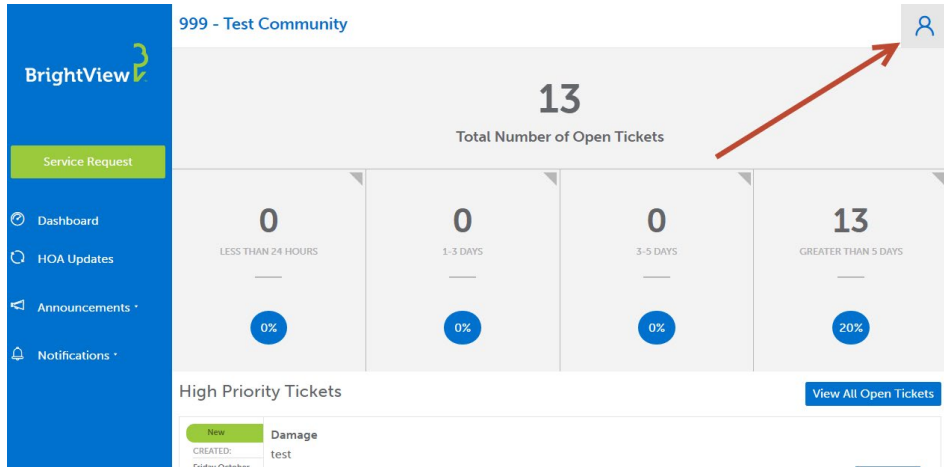 999 - Test Community
BrightView
Service Request
Dashboard
HOA Updates
Announcements
Notifications
13
Total Number of Open Tickets
0
LESS THAN 24 HOURS
0%
0
1-3 DAYS
0%
0
3-5 DAYS
0%
13
GREATER THAN 5 DAYS
20%
High Priority Tickets
View All Open Tickets
New
CREATED:
Friday October
Damage
test